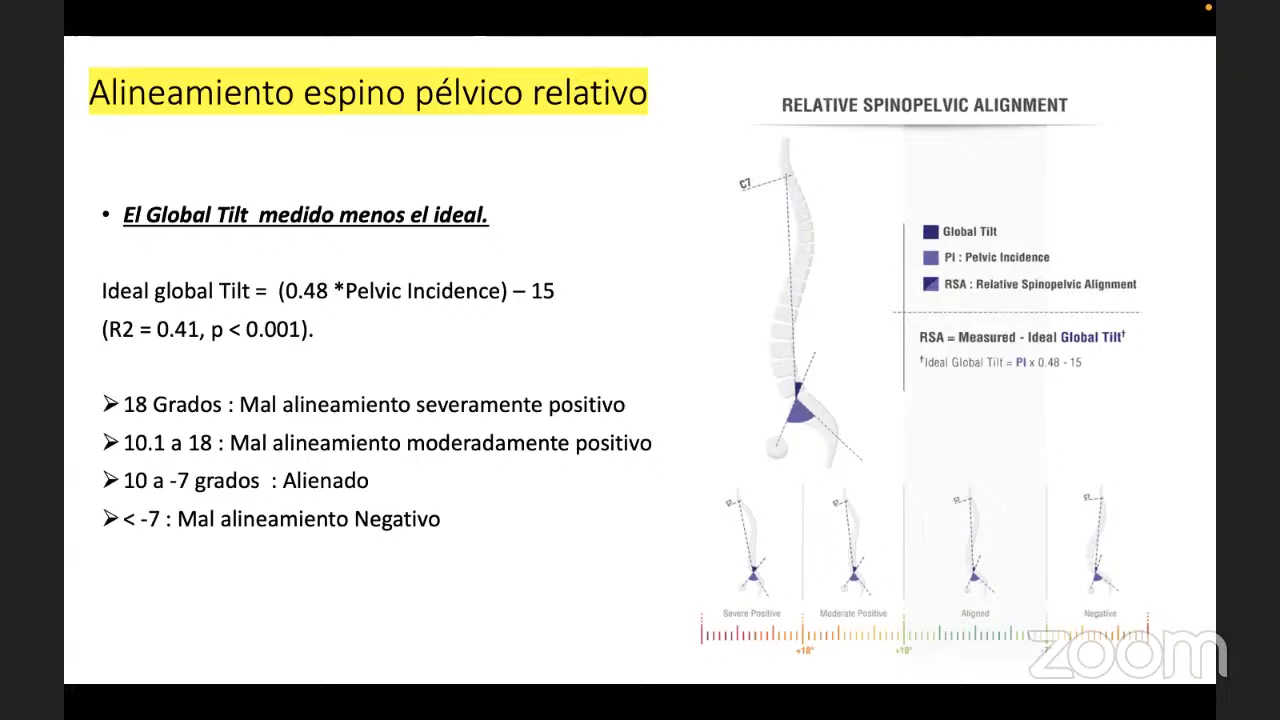 Alineamiento espino pélvico relativo
• El Global Tilt medido menos el ideal.
Ideal global Tilt = (0.48 *Pelvic Incidence) – 15
(R2 = 0.41, p < 0.001).
➢18 Grados : Mal alineamiento severamente positivo
➢10.1 a 18 : Mal alineamiento moderadamente positivo
➢10 a -7 grados : Alienado
➢< -7 : Mal alineamiento Negativo
RELATIVE SPINOPELVIC ALIGNMENT
C7
Global Tilt
PI : Pelvic Incidence
RSA : Relative Spinopelvic Alignment
RSA = Measured - Ideal Global Tilt†
†Ideal Global Tilt = PI x 0.48 - 15
Severe Positive Moderate Positive Aligned Negative
+18°
zoom